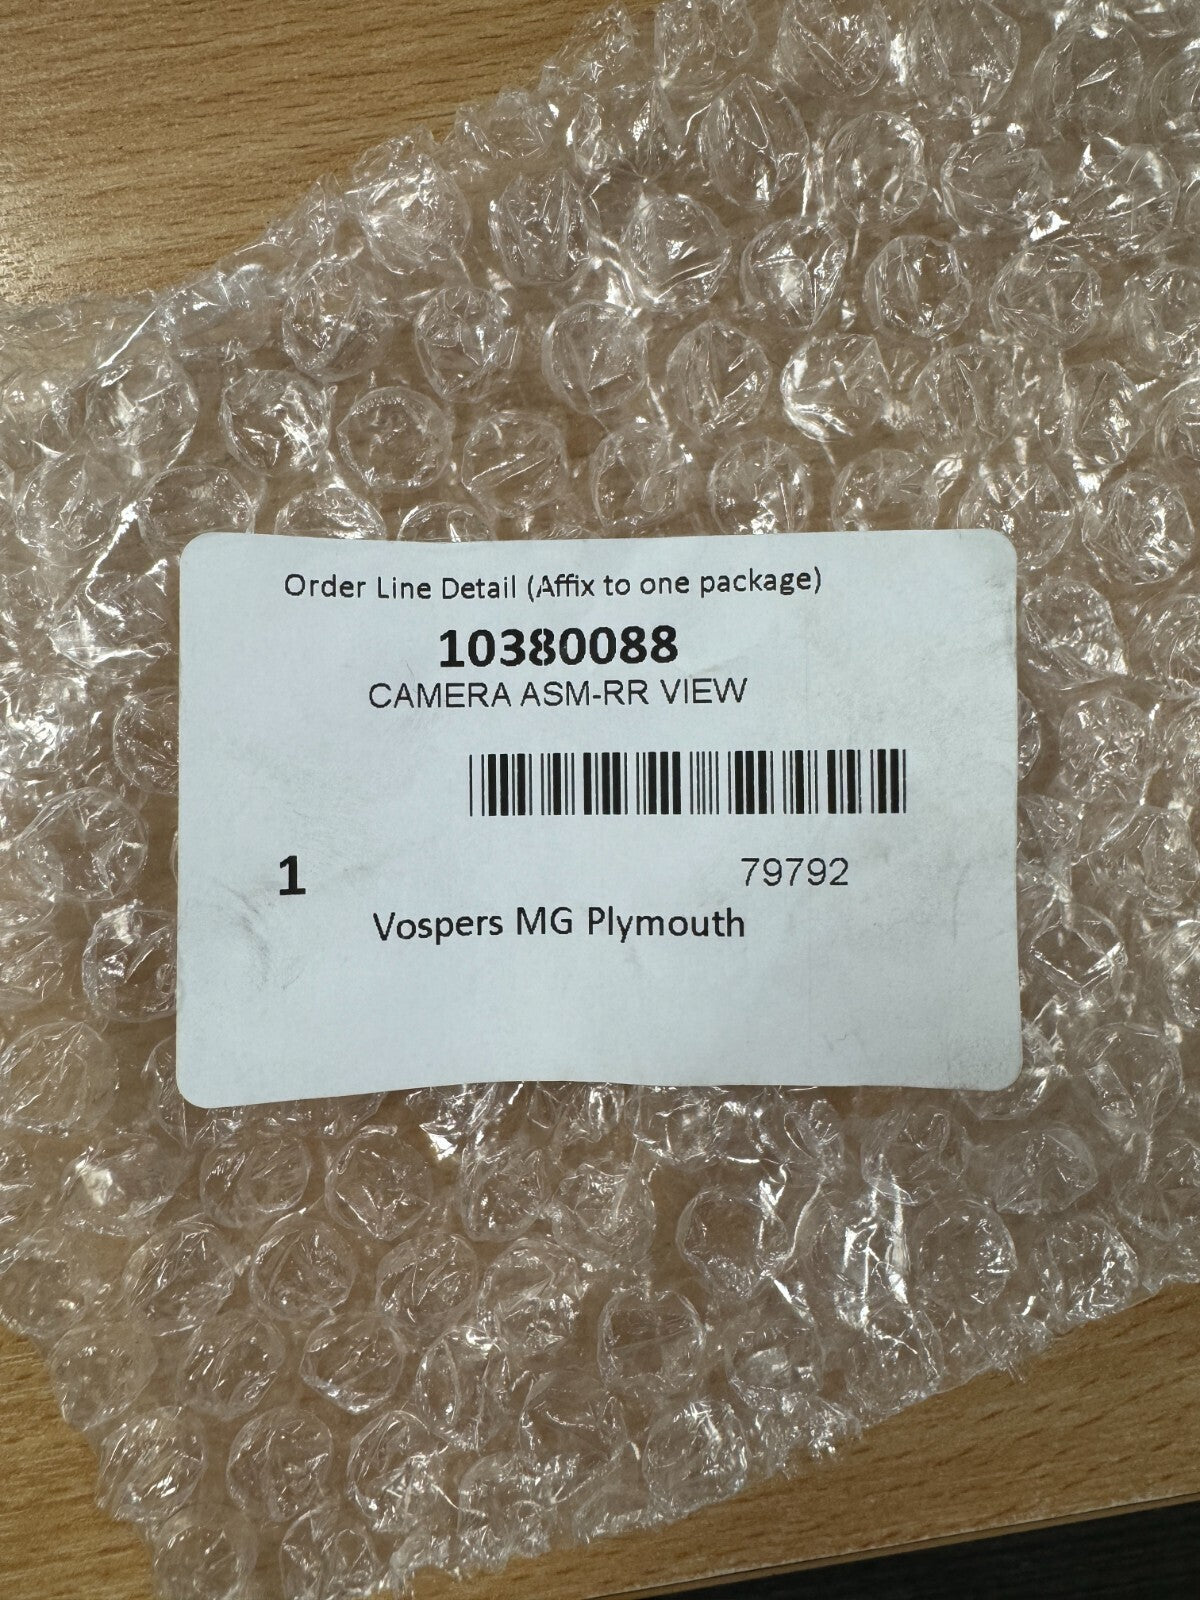 Order Line Detail (Affix to one package)
10380088
CAMERA ASM-RR VIEW
1
79792
Vospers MG Plymouth